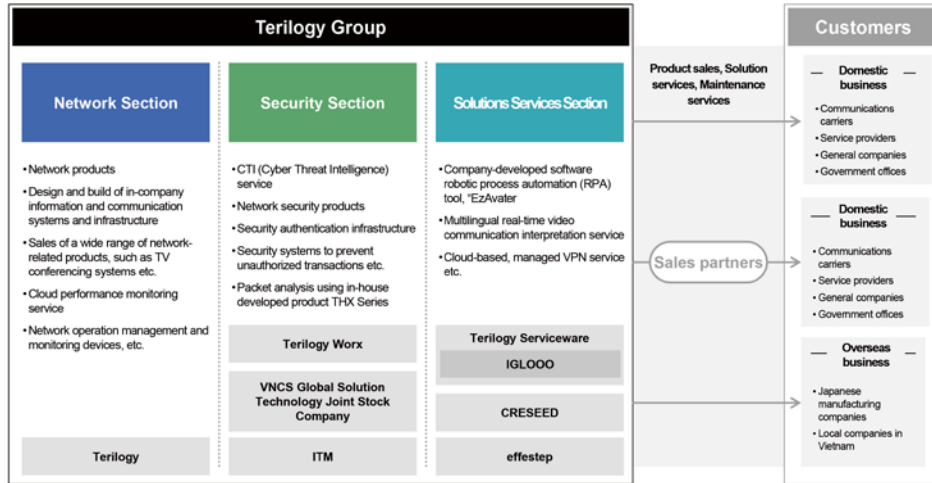 Terilogy Group
Network Section
• Network products
• Design and build of in-company
information and communication
systems and infrastructure
• Sales of a wide range of network-
related products, such as TV
conferencing systems etc.
• Cloud performance monitoring
service
• Network operation management and
monitoring devices, etc.
Terilogy
Security Section
• CTI (Cyber Threat Intelligence)
service
• Network security products
• Security authentication infrastructure
• Security systems to prevent
unauthorized transactions etc.
• Packet analysis using in-house
developed product THX Series
Terilogy Worx
VNCS Global Solution
Technology Joint Stock
Company
ITM
Solutions Services Section
• Company-developed software
robotic process automation (RPA)
tool, "EzAvater
• Multilingual real-time video
communication interpretation service
• Cloud-based, managed VPN service
etc.
Terilogy Serviceware
IGLOOO
CRESEED
effestep
Product sales, Solution
services, Maintenance
services
Sales partners
Customers
Domestic
business
• Communications
carriers
• Service providers
• General companies
• Government offices
Domestic
business
• Communications
carriers
• Service providers
• General companies
• Government offices
Overseas
business
• Japanese
manufacturing
companies
• Local companies in
Vietnam